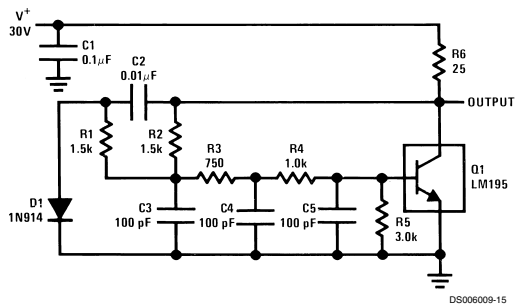 V+
30V
C1
0.1μF
C2
0.01μF
R6
25
OUTPUT
R1
1.5k
R2
1.5k
R3
750
R4
1.0k
Q1
LM195
D1
1N914
C3
100 pF
C4
100 pF
C5
100 pF
R5
3.0k
DS006009-15